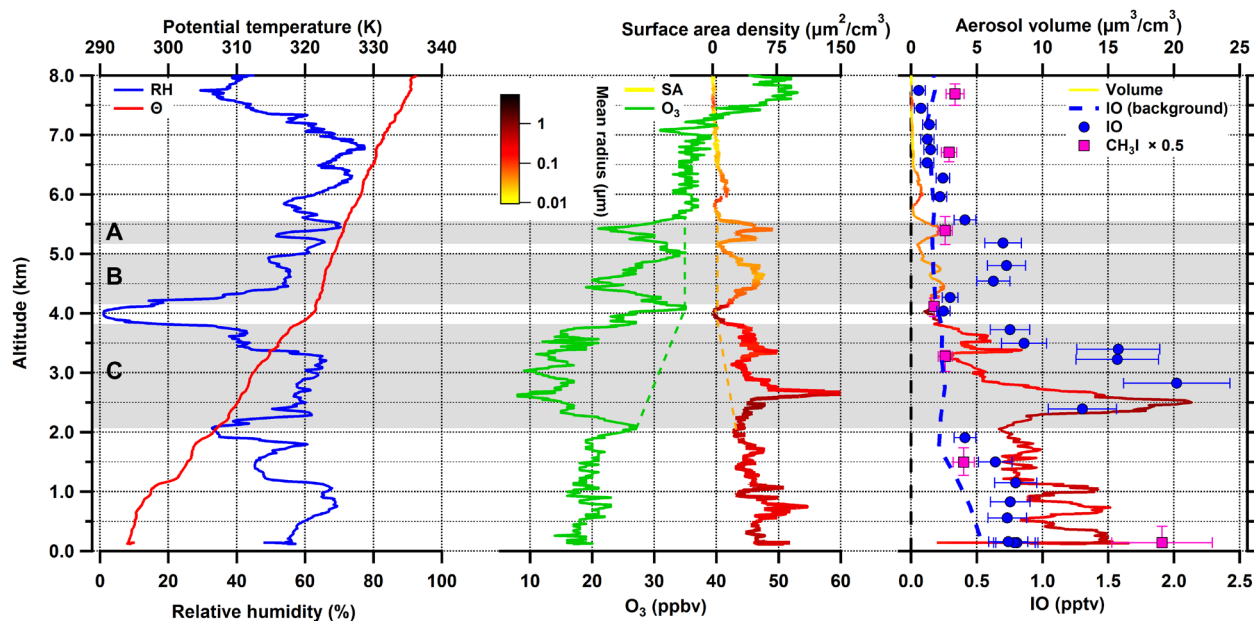 Potential temperature (K)
290 300 310 320 330 340
Surface area density (µm²/cm³)
0 75 150
Aerosol volume (µm³/cm³)
0 5 10 15 20 25
8.0
7.0
6.0
5.0
4.0
3.0
2.0
1.0
0.0
Altitude (km)
RH
Θ
A
B
C
1
0.1
0.01
Mean radius (µm)
SA
O₃
Volume
IO (background)
IO
CH₃I × 0.5
0 20 40 60 80 100
Relative humidity (%)
10 20 30 40 50 60
O₃ (ppbv)
0.0 0.5 1.0 1.5 2.0 2.5
IO (pptv)